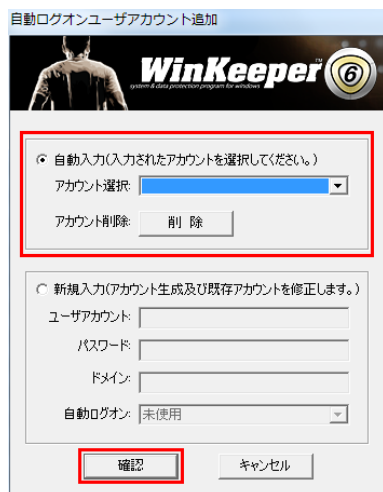 自動ログオンユーザアカウント追加
WinKeeper 6
system & data protection program for windows
自動入力(入力されたアカウントを選択してください。)
アカウント選択:
アカウント削除: 削 除
新規入力(アカウント生成及び既存アカウントを修正します。)
ユーザアカウント:
パスワード:
ドメイン:
自動ログオン: 未使用
確認 キャンセル